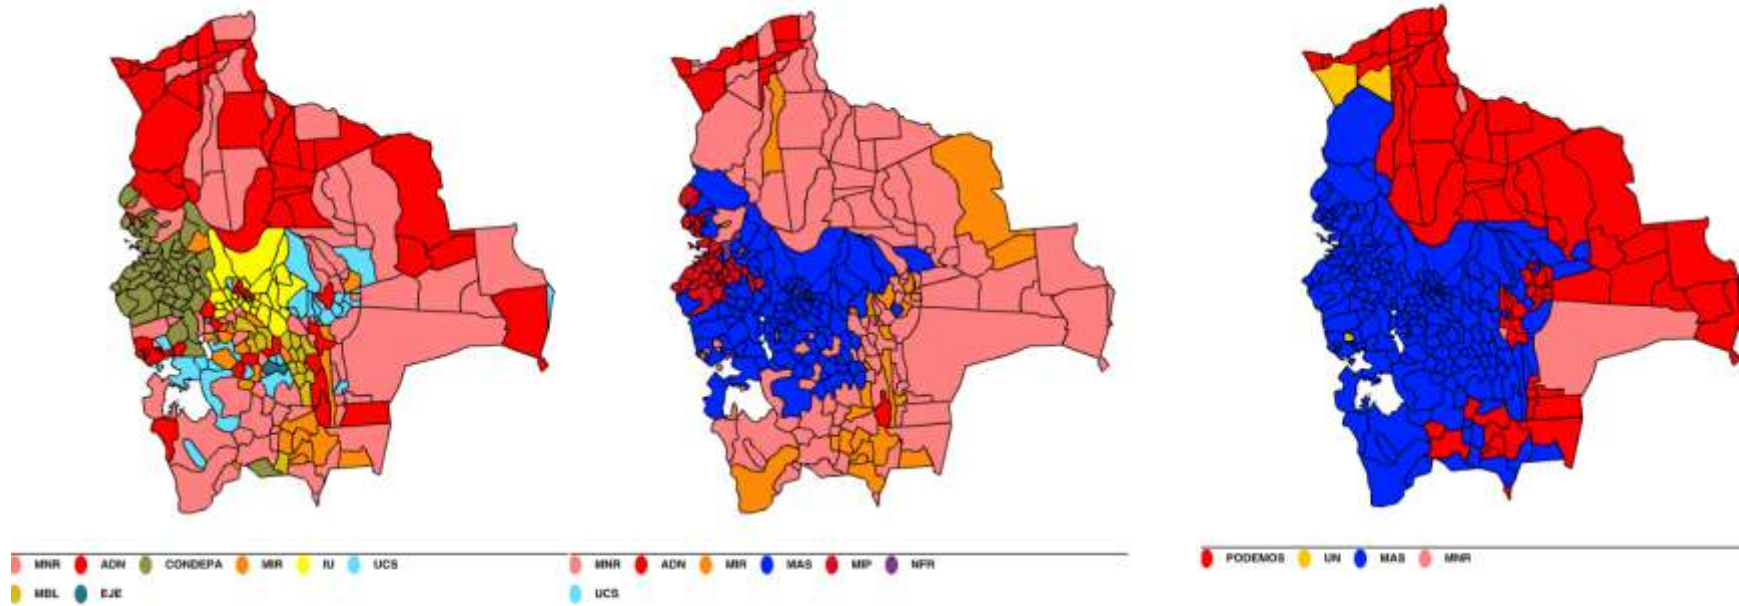 MNR ADN CONDEPA MIR IU UCS
MBL EJE
MNR ADN MIR MAS MIP NFR
UCS
PODEMOS UN MAS MNR